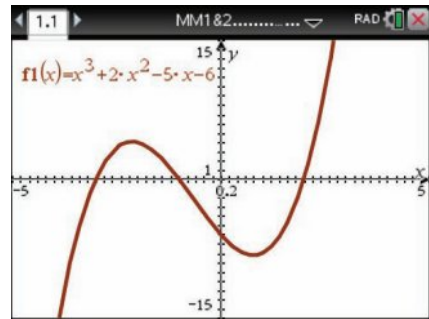 1.1 MM1&2........ ... RAD
15 y
f1(x)=x³+2·x²-5·x-6
1 x
-5 0.2 5
-15